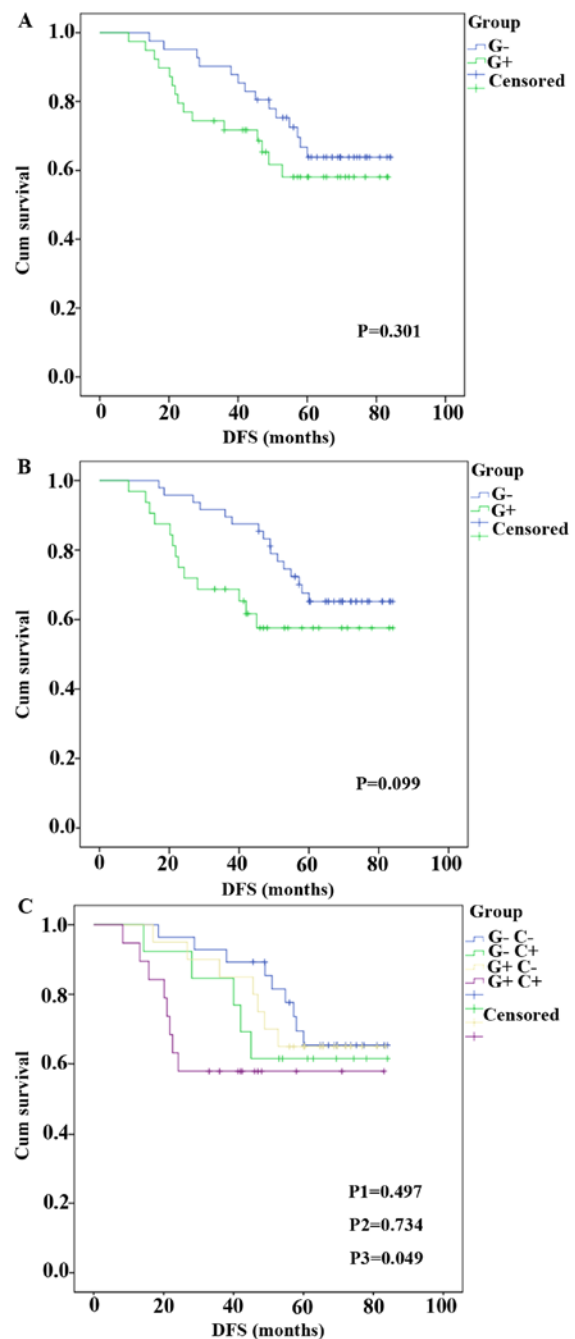 A
Group
G-
G+
Censored
1.0
0.8
0.6
0.4
0.2
0.0
Cum survival
P=0.301
0 20 40 60 80 100
DFS (months)
B
Group
G-
G+
Censored
1.0
0.8
0.6
0.4
0.2
0.0
Cum survival
P=0.099
0 20 40 60 80 100
DFS (months)
C
Group
G- C-
G- C+
G+ C-
G+ C+
Censored
1.0
0.8
0.6
0.4
0.2
0.0
Cum survival
P1=0.497
P2=0.734
P3=0.049
0 20 40 60 80 100
DFS (months)